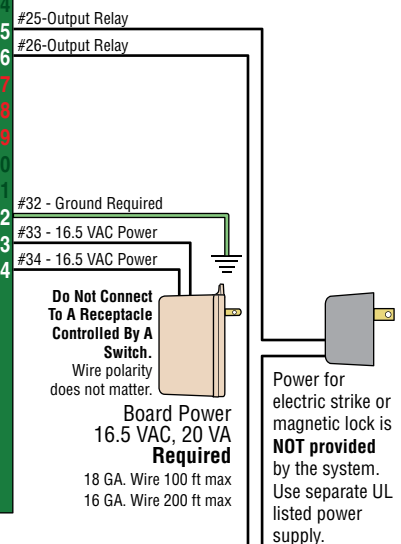 4
#25-Output Relay
5
#26-Output Relay
6
7
8
9
0
1
#32 - Ground Required
2
#33 - 16.5 VAC Power
3
#34 - 16.5 VAC Power
4
Do Not Connect
To A Receptacle
Controlled By A
Switch.
Wire polarity
does not matter.
Board Power
16.5 VAC, 20 VA
Required
18 GA. Wire 100 ft max
16 GA. Wire 200 ft max
Power for
electric strike or
magnetic lock is
NOT provided
by the system.
Use separate UL
listed power
supply.